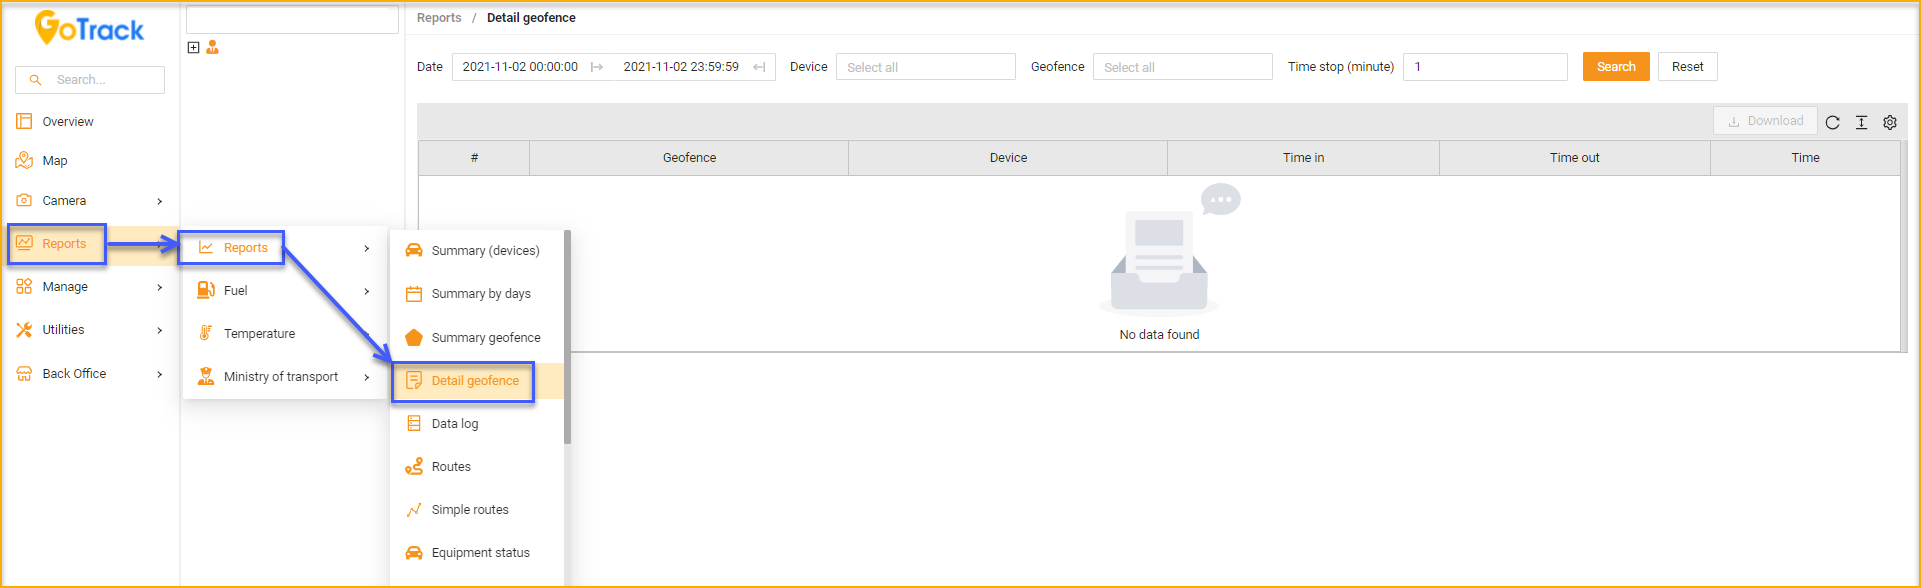 GoTrack
Search...
Overview
Map
Camera
Reports
Manage
Utilities
Back Office
Reports
Fuel
Temperature
Ministry of transport
Summary (devices)
Summary by days
Summary geofence
Detail geofence
Data log
Routes
Simple routes
Equipment status
Reports / Detail geofence
Date 2021-11-02 00:00:00 2021-11-02 23:59:59 Device Select all Geofence Select all Time stop (minute) 1 Search Reset
Download
# Geofence Device Time in Time out Time
No data found